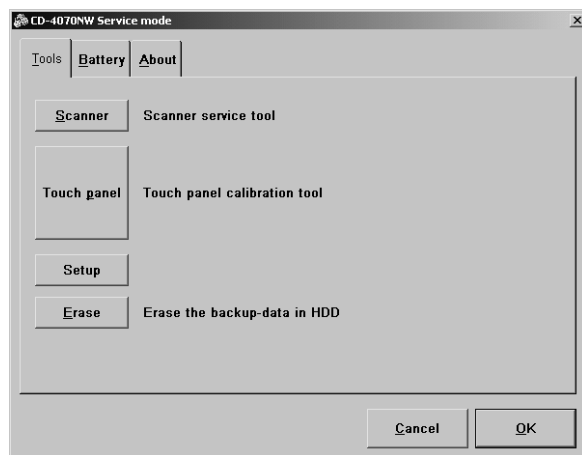 CD-4070NW Service mode
Tools Battery About
Scanner Scanner service tool
Touch panel Touch panel calibration tool
Setup
Erase Erase the backup-data in HDD
Cancel OK